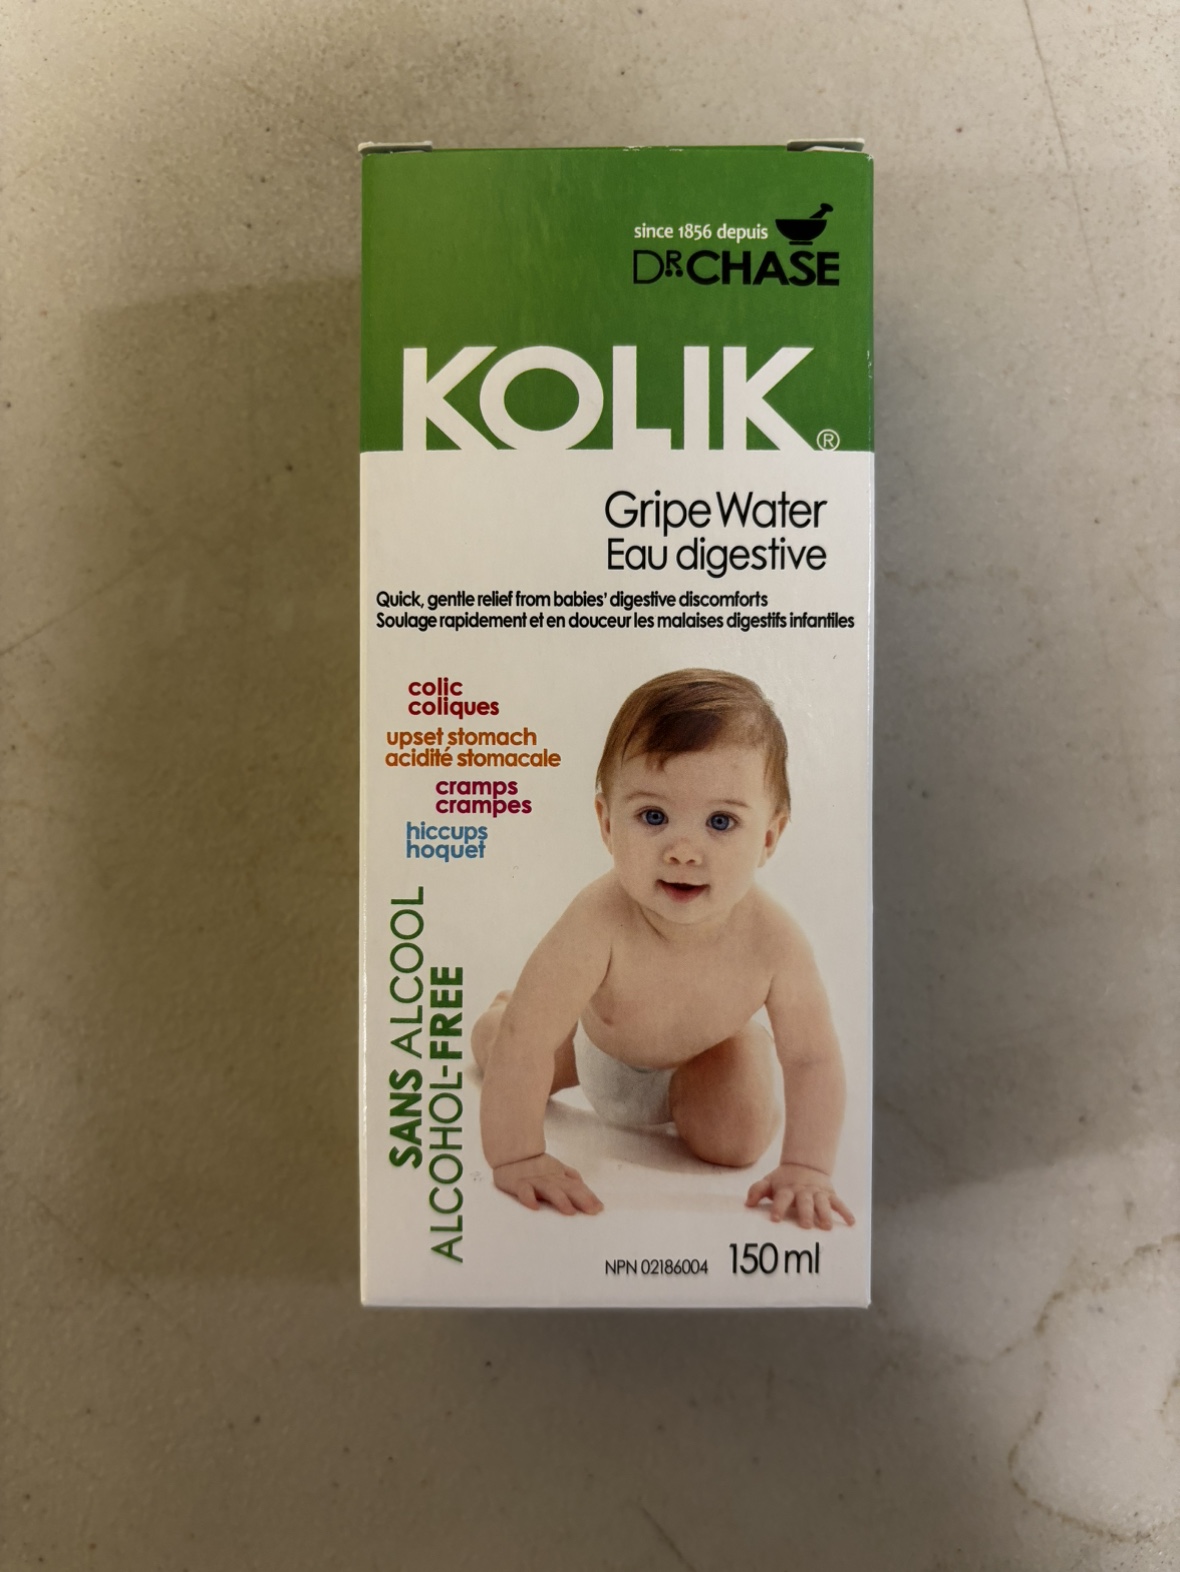 since 1856 depuis
DR CHASE
KOLIK®
Gripe Water
Eau digestive
Quick, gentle relief from babies' digestive discomforts
Soulage rapidement et en douceur les malaises digestifs infantiles
colic
coliques
upset stomach
acidité stomacale
cramps
crampes
hiccups
hoquet
SANS ALCOOL
ALCOHOL-FREE
NPN 02186004 150 ml